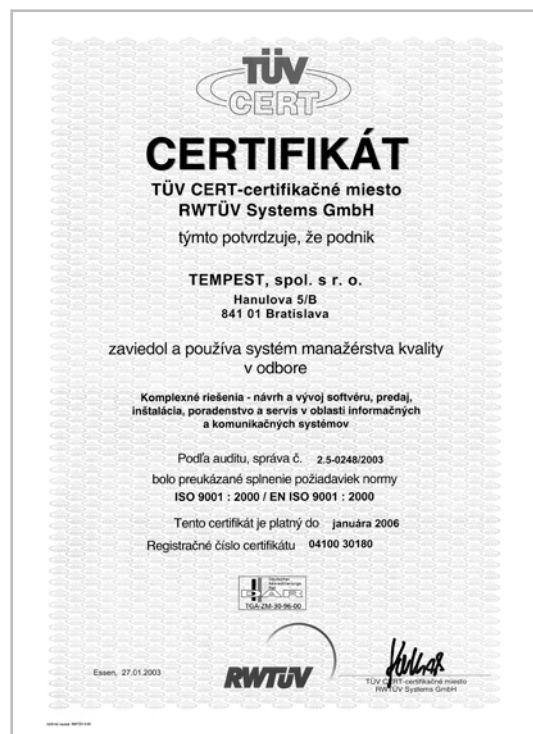 TÜV
CERT
CERTIFIKÁT
TÜV CERT-certifikačné miesto
RWTÜV Systems GmbH
týmto potvrdzuje, že podnik
TEMPEST, spol. s r. o.
Hanulova 5/B
841 01 Bratislava
zaviedol a používa systém manažérstva kvality
v odbore
Komplexné riešenia - návrh a vývoj softvéru, predaj,
inštalácia, poradenstvo a servis v oblasti informačných
a komunikačných systémov
Podľa auditu, správa č. 2.5-0248/2003
bolo preukázané splnenie požiadaviek normy
ISO 9001 : 2000 / EN ISO 9001 : 2000
Tento certifikát je platný do januára 2006
Registračné číslo certifikátu 04100 30180
Deutscher
Akkreditierungs
Rat
DAR
TGA-ZM-30-96-00
Essen, 27.01.2003
RWTÜV
TÜV CERT-certifikačné miesto
RWTÜV Systems GmbH